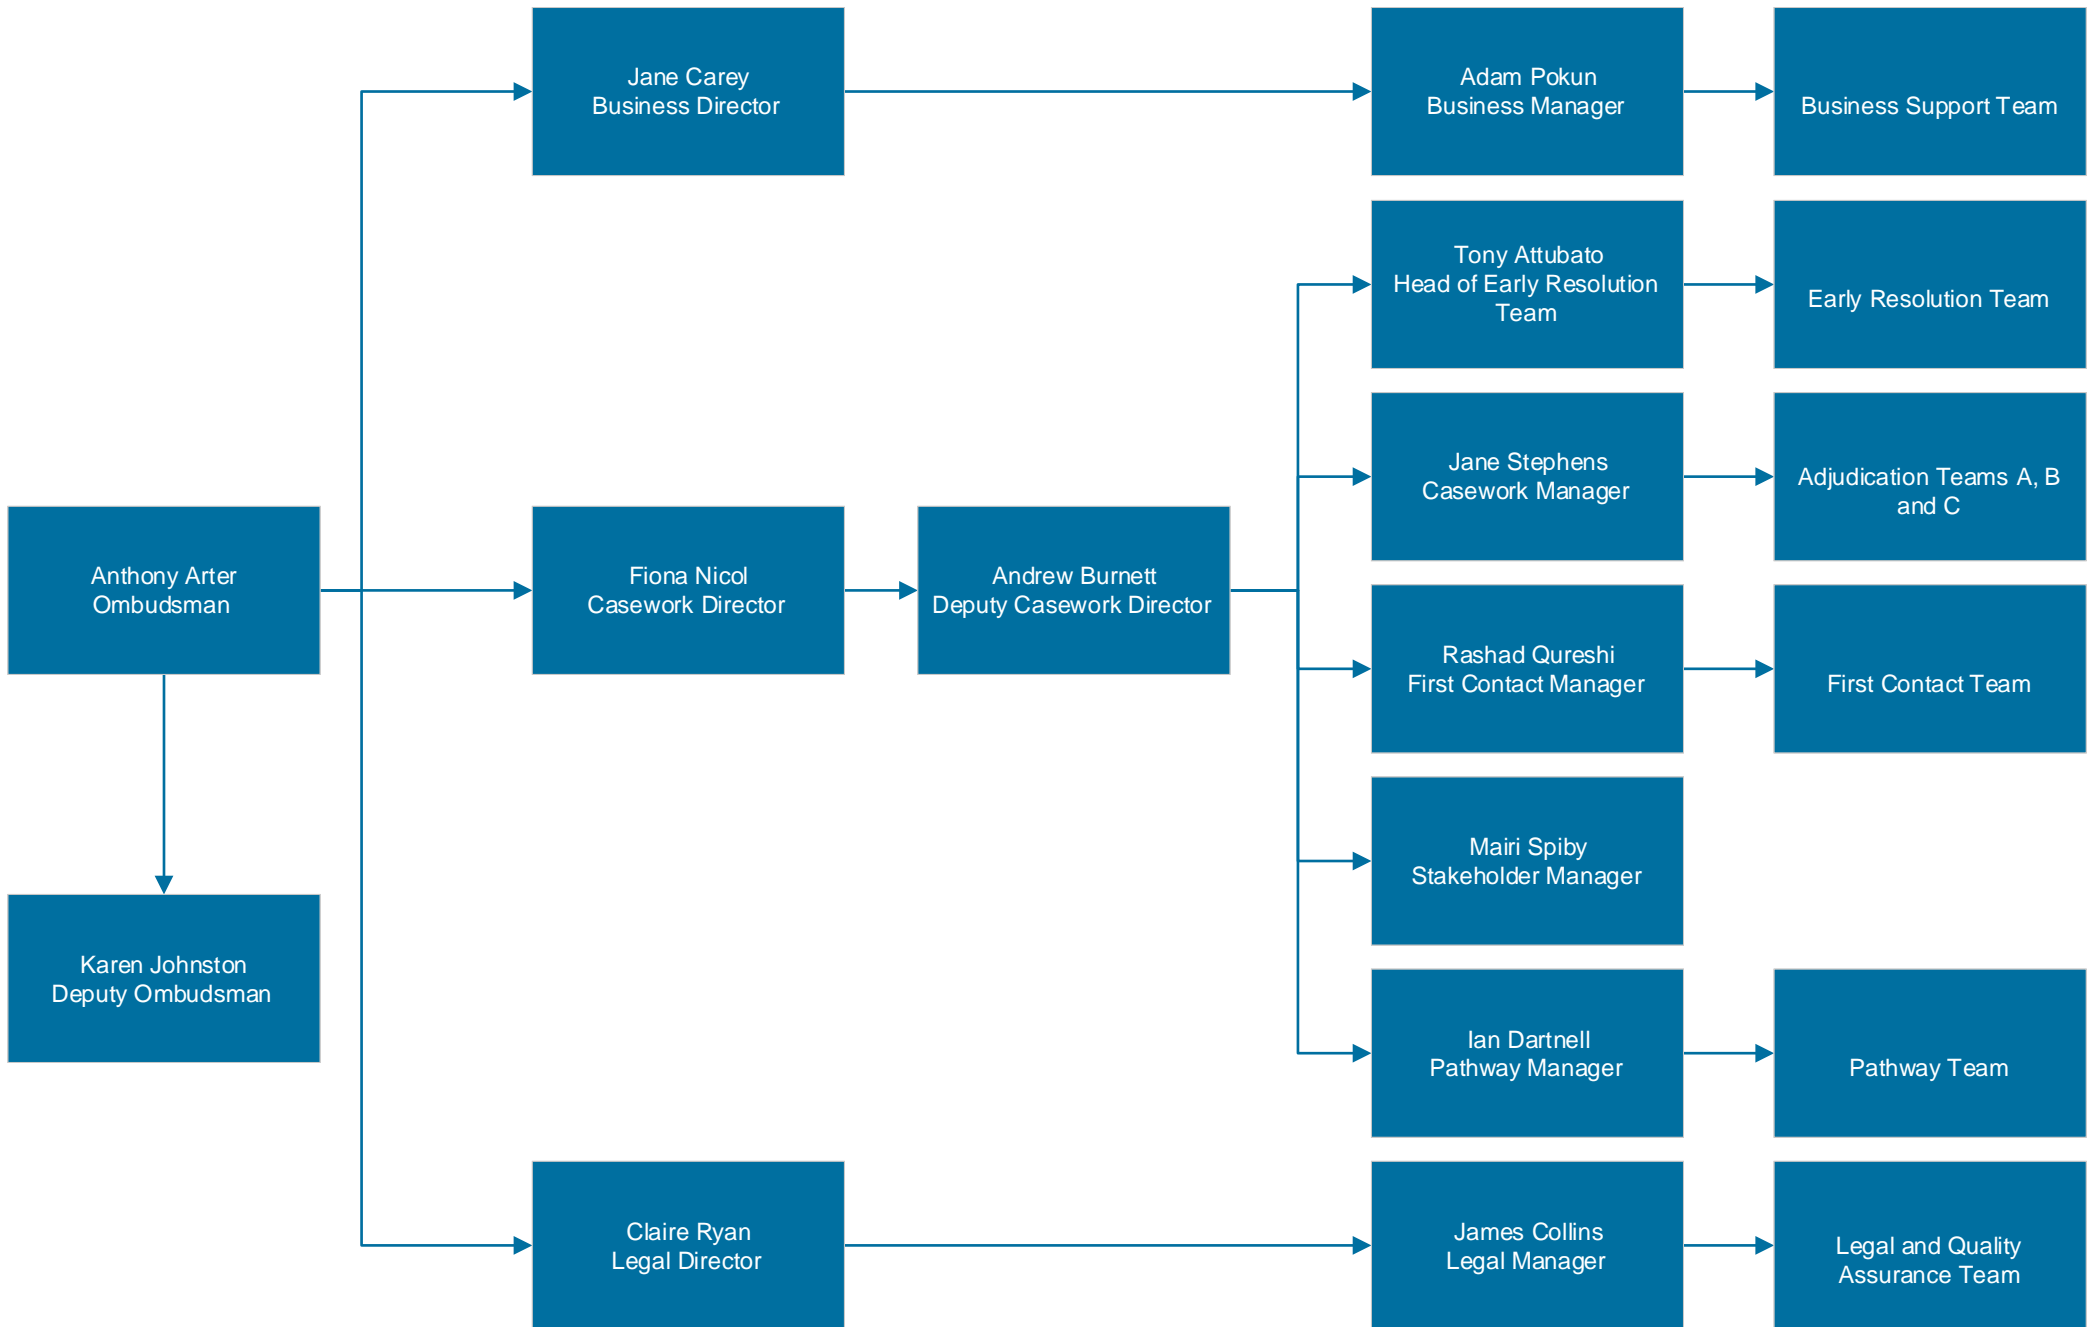 Jane Carey
Business Director
Adam Pokun
Business Manager
Business Support Team
Tony Attubato
Head of Early Resolution
Team
Early Resolution Team
Jane Stephens
Casework Manager
Adjudication Teams A, B
and C
Anthony Arter
Ombudsman
Fiona Nicol
Casework Director
Andrew Burnett
Deputy Casework Director
Rashad Qureshi
First Contact Manager
First Contact Team
Mairi Spiby
Stakeholder Manager
Karen Johnston
Deputy Ombudsman
Ian Dartnell
Pathway Manager
Pathway Team
Claire Ryan
Legal Director
James Collins
Legal Manager
Legal and Quality
Assurance Team